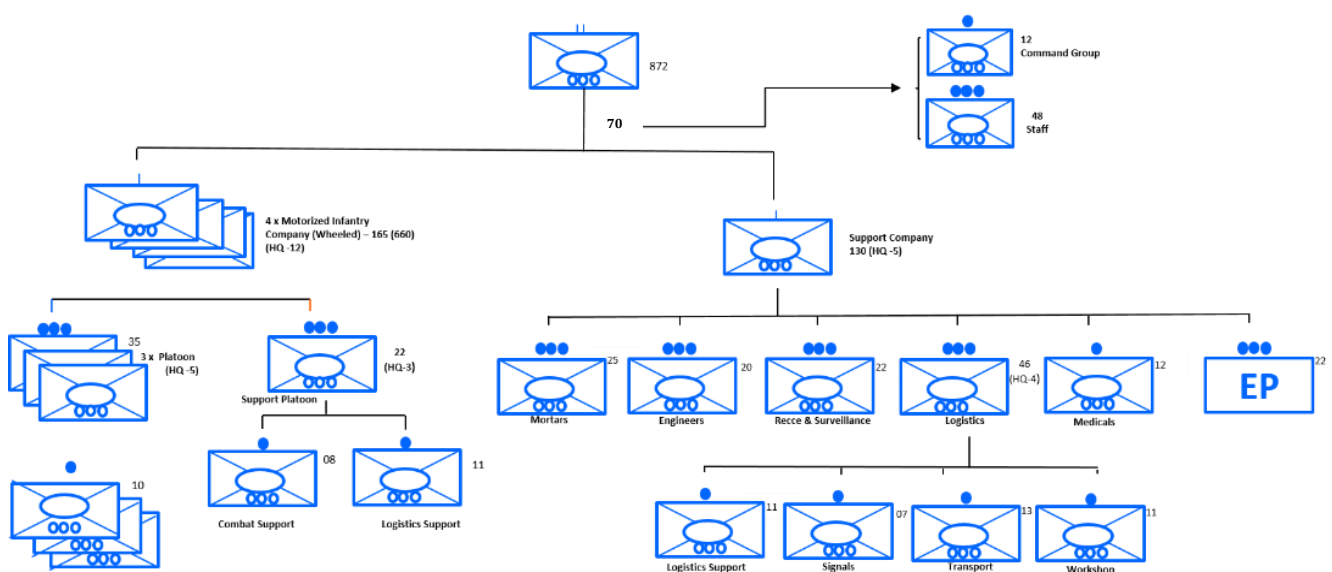 872
12
Command Group
70
48
Staff
4 x Motorized Infantry
Company (Wheeled) – 165 (660)
(HQ -12)
Support Company
130 (HQ -5)
35
3 x Platoon
(HQ -5)
22
(HQ-3)
Support Platoon
25
Mortars
20
Engineers
22
Recce & Surveillance
46
(HQ-4)
Logistics
12
Medicals
22
EP
10
08
Combat Support
11
Logistics Support
11
Logistics Support
07
Signals
13
Transport
11
Workshop